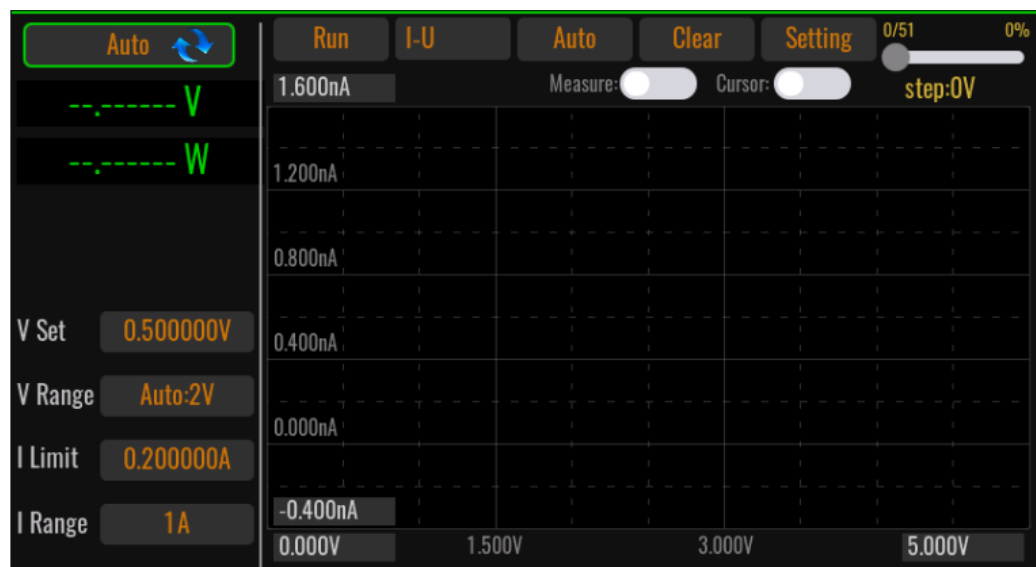 Auto
--.------ V
--.------ W
V Set 0.500000V
V Range Auto:2V
I Limit 0.200000A
I Range 1A
Run I-U Auto Clear Setting 0/51 0%
1.600nA Measure: Cursor: step:0V
1.200nA
0.800nA
0.400nA
0.000nA
-0.400nA
0.000V 1.500V 3.000V 5.000V